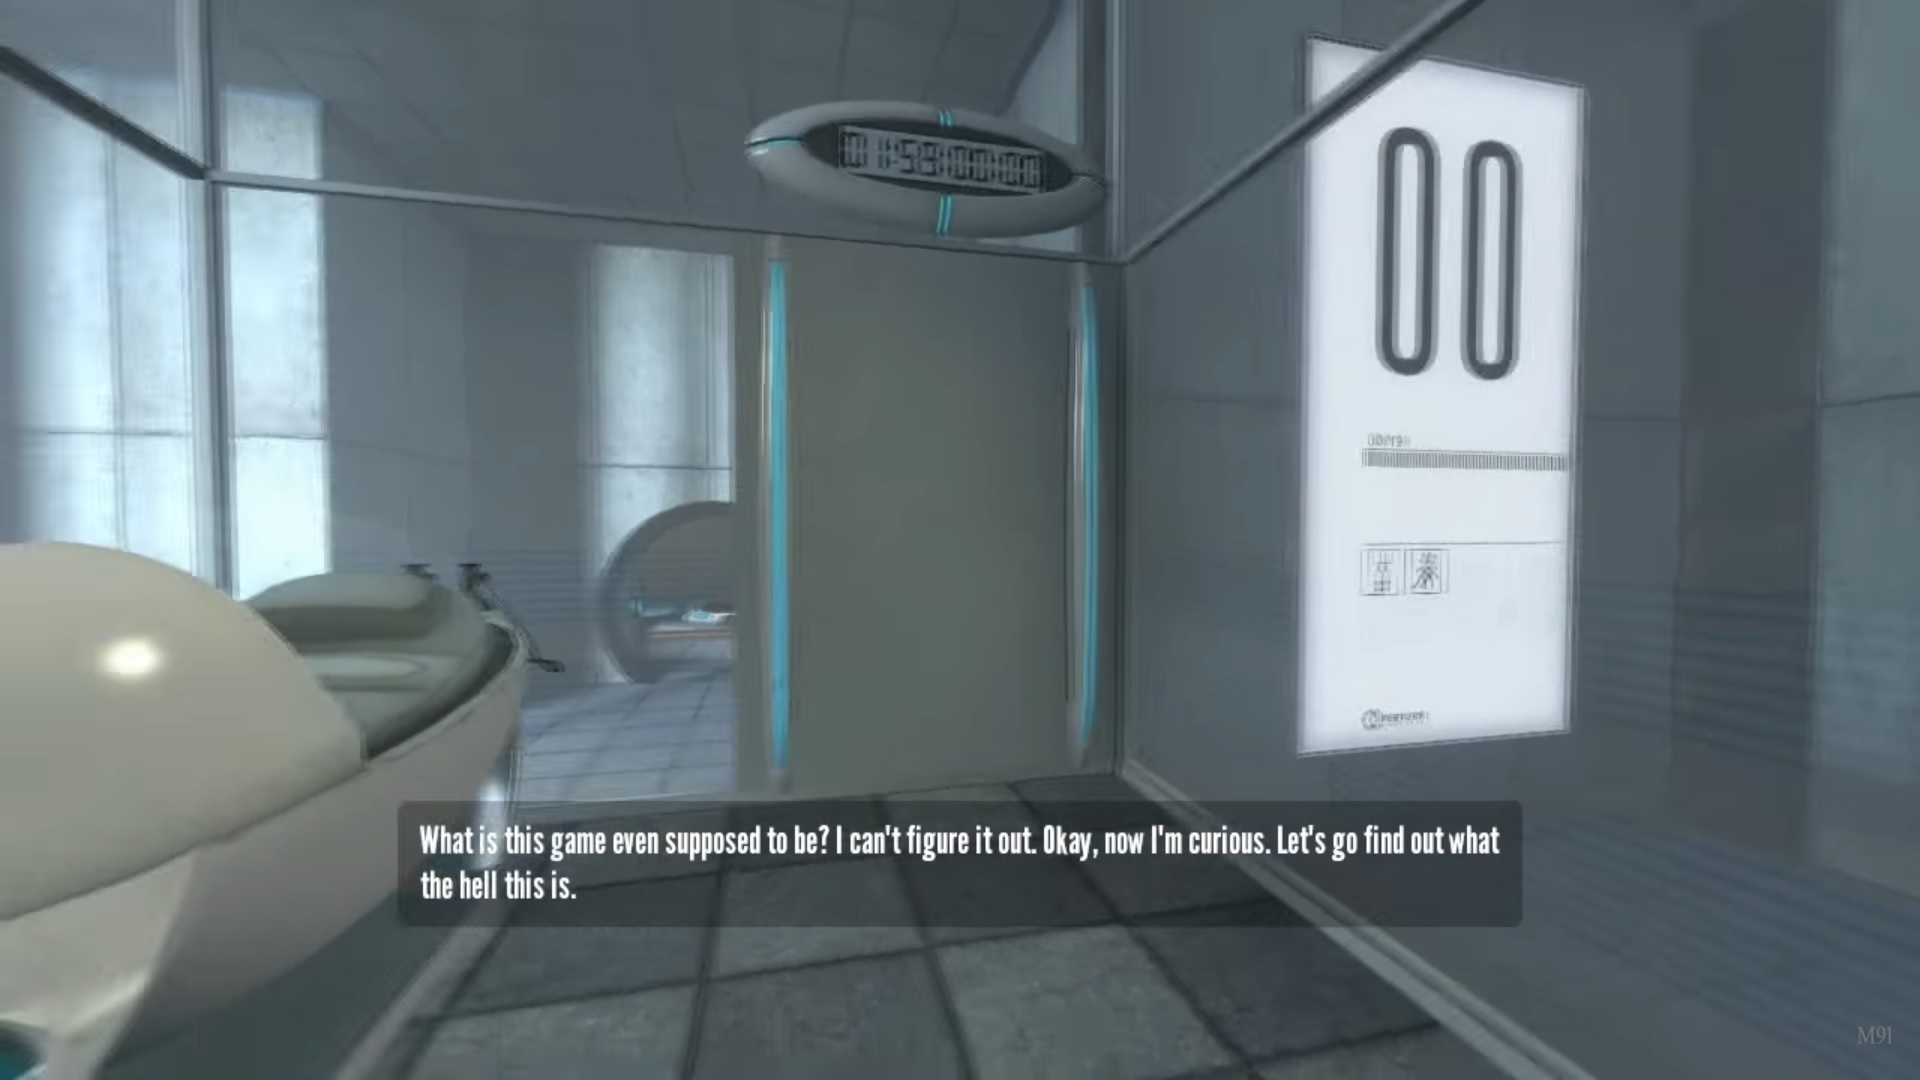 00
What is this game even supposed to be? I can't figure it out. Okay, now I'm curious. Let's go find out what
the hell this is.
M91